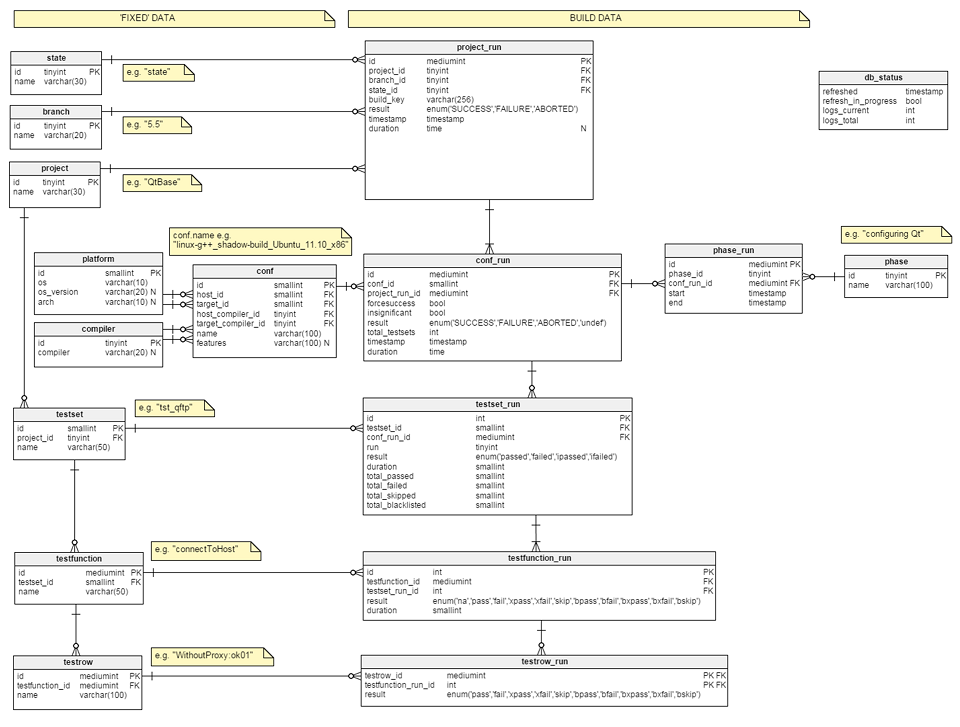 'FIXED' DATA
BUILD DATA
state
id tinyint PK
name varchar(30)
e.g. "state"
branch
id tinyint PK
name varchar(20)
e.g. "5.5"
project
id tinyint PK
name varchar(30)
e.g. "QtBase"
project_run
id mediumint PK
project_id tinyint FK
branch_id tinyint FK
state_id tinyint FK
build_key varchar(256)
result enum('SUCCESS','FAILURE','ABORTED')
timestamp timestamp
duration time N
db_status
refreshed timestamp
refresh_in_progress bool
logs_current int
logs_total int
conf.name e.g.
"linux-g++_shadow-build_Ubuntu_11.10_x86"
platform
id smallint PK
os varchar(10)
os_version varchar(20) N
arch varchar(10) N
compiler
id tinyint PK
compiler varchar(20) N
conf
id smallint PK
host_id smallint FK
target_id smallint FK
host_compiler_id tinyint FK
target_compiler_id tinyint FK
name varchar(100)
features varchar(100) N
conf_run
id mediumint PK
conf_id smallint FK
project_run_id mediumint FK
forcesuccess bool
insignificant bool
result enum('SUCCESS','FAILURE','ABORTED','undef')
total_testsets int
timestamp timestamp
duration time
phase_run
id mediumint PK
phase_id tinyint FK
conf_run_id mediumint FK
start timestamp
end timestamp
e.g. "configuring Qt"
phase
id tinyint PK
name varchar(100)
testset
id smallint PK
project_id tinyint FK
name varchar(50)
e.g. "tst_qftp"
testset_run
id int PK
testset_id smallint FK
conf_run_id mediumint FK
run tinyint
result enum('passed','failed','ipassed','ifailed')
duration smallint
total_passed smallint
total_failed smallint
total_skipped smallint
total_blacklisted smallint
testfunction
id mediumint PK
testset_id smallint FK
name varchar(50)
e.g. "connectToHost"
testfunction_run
id int PK
testfunction_id mediumint FK
testset_run_id int FK
result enum('na','pass','fail','xpass','xfail','skip','bpass','bfail','bxpass','bxfail','bskip')
duration smallint
testrow
id mediumint PK
testfunction_id mediumint FK
name varchar(100)
e.g. "WithoutProxy:ok01"
testrow_run
testrow_id mediumint PK FK
testfunction_run_id int PK FK
result enum('pass','fail','xpass','xfail','skip','bpass','bfail','bxpass','bxfail','bskip')